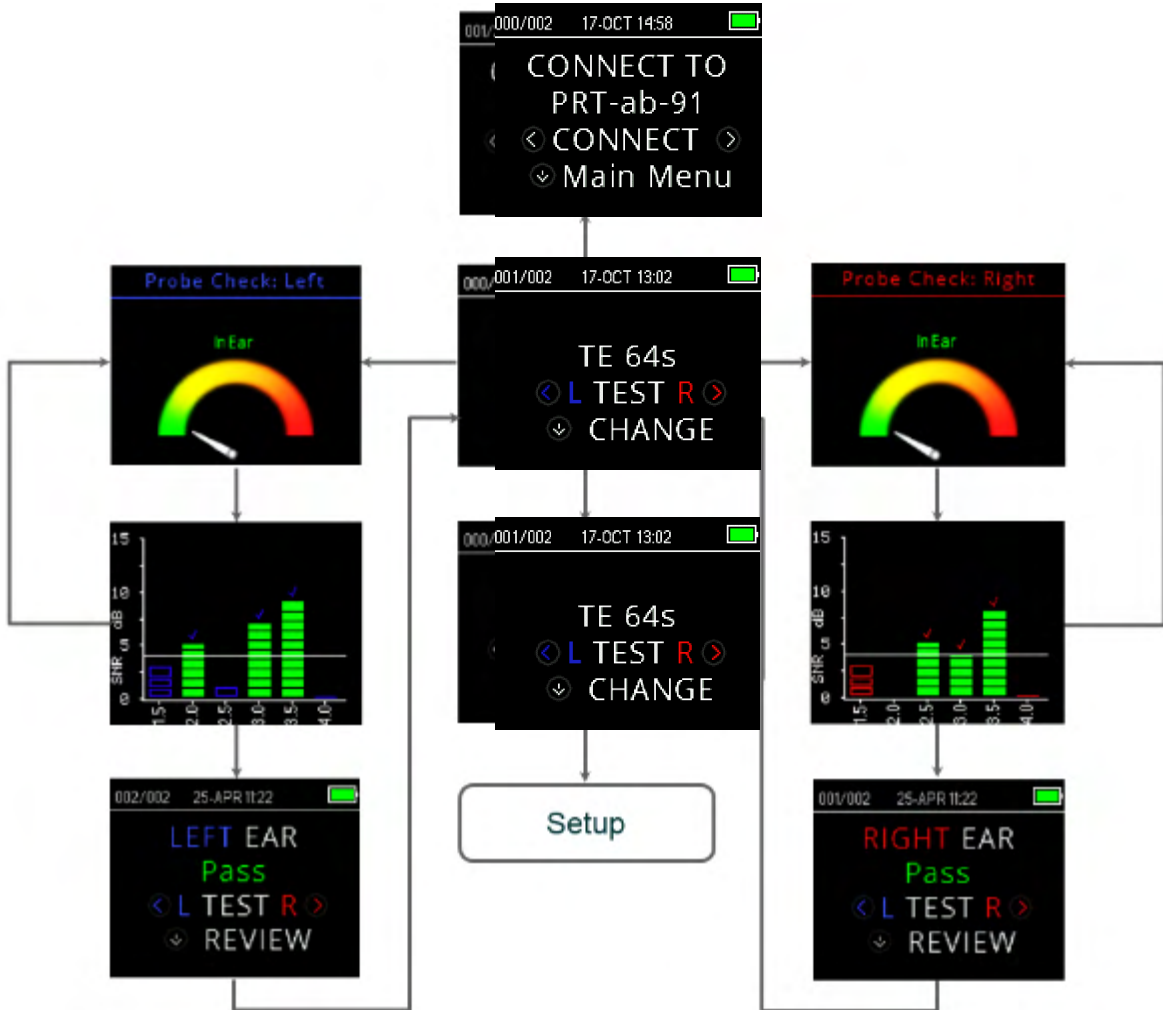 001/
000/002 17-OCT 14:58
CONNECT TO
PRT-ab-91
CONNECT
Main Menu
Probe Check: Left
In Ear
000/
001/002 17-OCT 13:02
TE 64s
L TEST R
CHANGE
Probe Check: Right
In Ear
15
10
5
0
SNR dB
1.5-
2.0-
2.5-
3.0-
3.5-
4.0-
000/
001/002 17-OCT 13:02
TE 64s
L TEST R
CHANGE
15
10
5
0
SNR dB
1.5-
2.0-
2.5-
3.0-
3.5-
4.0-
002/002 25-APR 11:22
LEFT EAR
Pass
L TEST R
REVIEW
Setup
001/002 25-APR 11:22
RIGHT EAR
Pass
L TEST R
REVIEW